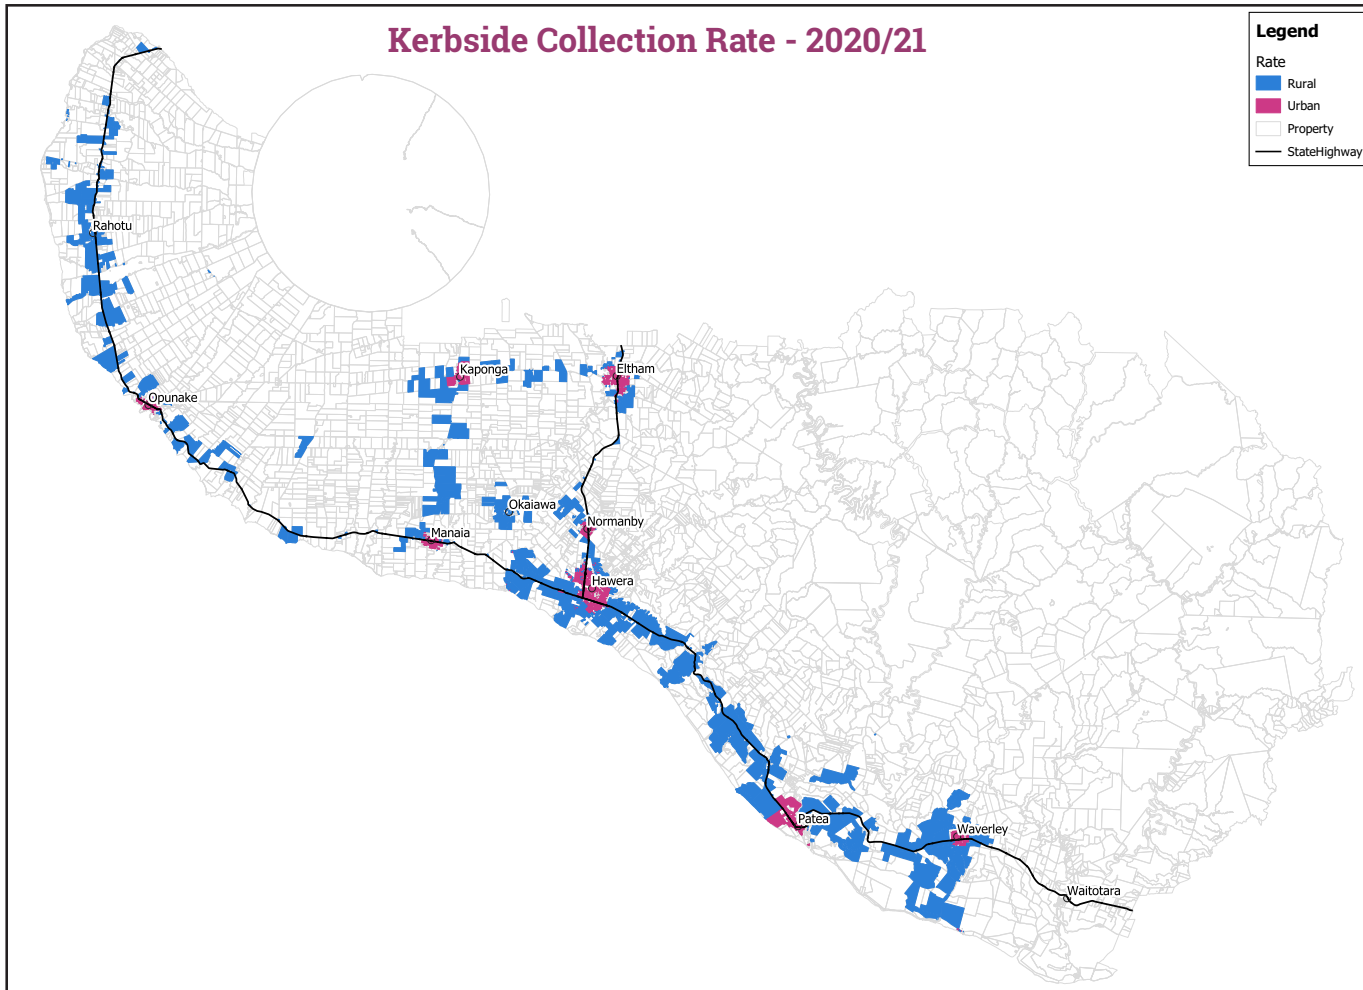 Kerbside Collection Rate - 2020/21
Legend
Rate
Rural
Urban
Property
StateHighway
Rahotu
Kaponga
Eltham
Opunake
Okaiawa
Normanby
Manaia
Hawera
Patea
Waverley
Waitotara